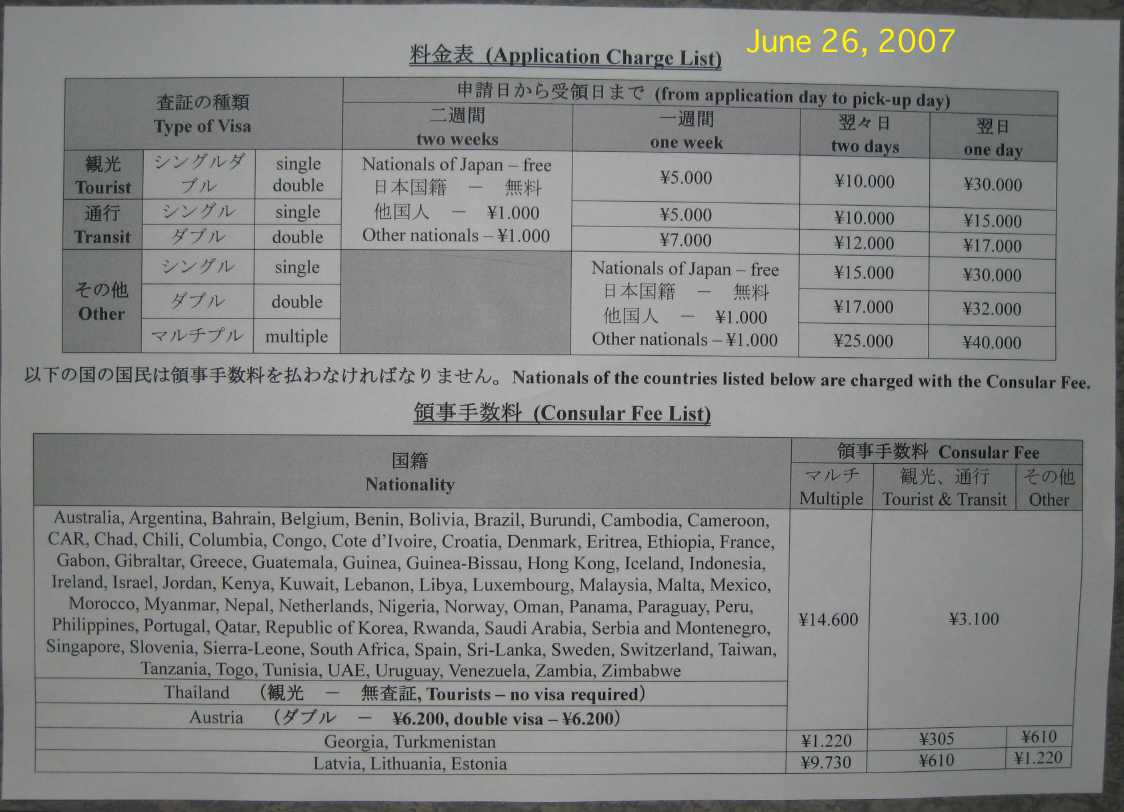 June 26, 2007
料金表 (Application Charge List)
査証の種類
Type of Visa
申請日から受領日まで (from application day to pick-up day)
二週間
two weeks
一週間
one week
翌々日
two days
翌日
one day
観光
Tourist
シングルダ
ブル
single
double
Nationals of Japan – free
日本国籍 － 無料
他国人 － ¥1.000
Other nationals – ¥1.000
¥5.000
¥10.000
¥30.000
通行
Transit
シングル
single
¥5.000
¥10.000
¥15.000
ダブル
double
¥7.000
¥12.000
¥17.000
その他
Other
シングル
single
Nationals of Japan – free
日本国籍 － 無料
他国人 － ¥1.000
Other nationals – ¥1.000
¥15.000
¥30.000
ダブル
double
¥17.000
¥32.000
マルチプル
multiple
¥25.000
¥40.000
以下の国の国民は領事手数料を払わなければなりません。Nationals of the countries listed below are charged with the Consular Fee.
領事手数料 (Consular Fee List)
国籍
Nationality
領事手数料 Consular Fee
マルチ
Multiple
観光、通行
Tourist & Transit
その他
Other
Australia, Argentina, Bahrain, Belgium, Benin, Bolivia, Brazil, Burundi, Cambodia, Cameroon,
CAR, Chad, Chili, Columbia, Congo, Cote d’Ivoire, Croatia, Denmark, Eritrea, Ethiopia, France,
Gabon, Gibraltar, Greece, Guatemala, Guinea, Guinea-Bissau, Hong Kong, Iceland, Indonesia,
Ireland, Israel, Jordan, Kenya, Kuwait, Lebanon, Libya, Luxembourg, Malaysia, Malta, Mexico,
Morocco, Myanmar, Nepal, Netherlands, Nigeria, Norway, Oman, Panama, Paraguay, Peru,
Philippines, Portugal, Qatar, Republic of Korea, Rwanda, Saudi Arabia, Serbia and Montenegro,
Singapore, Slovenia, Sierra-Leone, South Africa, Spain, Sri-Lanka, Sweden, Switzerland, Taiwan,
Tanzania, Togo, Tunisia, UAE, Uruguay, Venezuela, Zambia, Zimbabwe
¥14.600
¥3.100
Thailand （観光 － 無査証, Tourists – no visa required）
Austria （ダブル － ¥6.200, double visa – ¥6.200）
Georgia, Turkmenistan
¥1.220
¥305
¥610
Latvia, Lithuania, Estonia
¥9.730
¥610
¥1.220